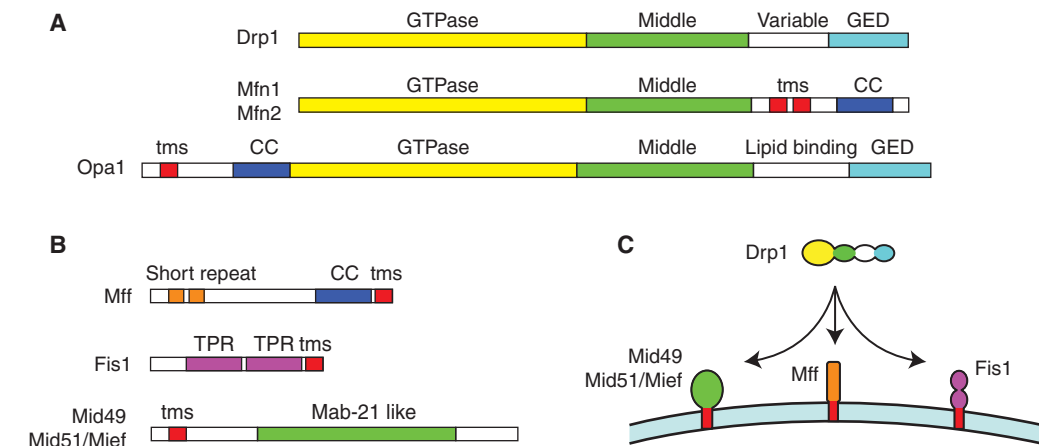 A
GTPase Middle Variable GED
Drp1
GTPase Middle tms CC
Mfn1
Mfn2
tms CC GTPase Middle Lipid binding GED
Opa1
B
Short repeat CC tms
Mff
TPR TPR tms
Fis1
tms Mab-21 like
Mid49
Mid51/Mief
C
Drp1
Mid49
Mid51/Mief
Mff
Fis1